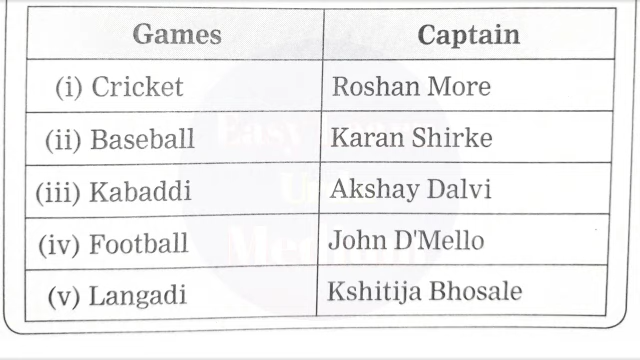 Games Captain
(i) Cricket Roshan More
(ii) Baseball Karan Shirke
(iii) Kabaddi Akshay Dalvi
(iv) Football John D'Mello
(v) Langadi Kshitija Bhosale